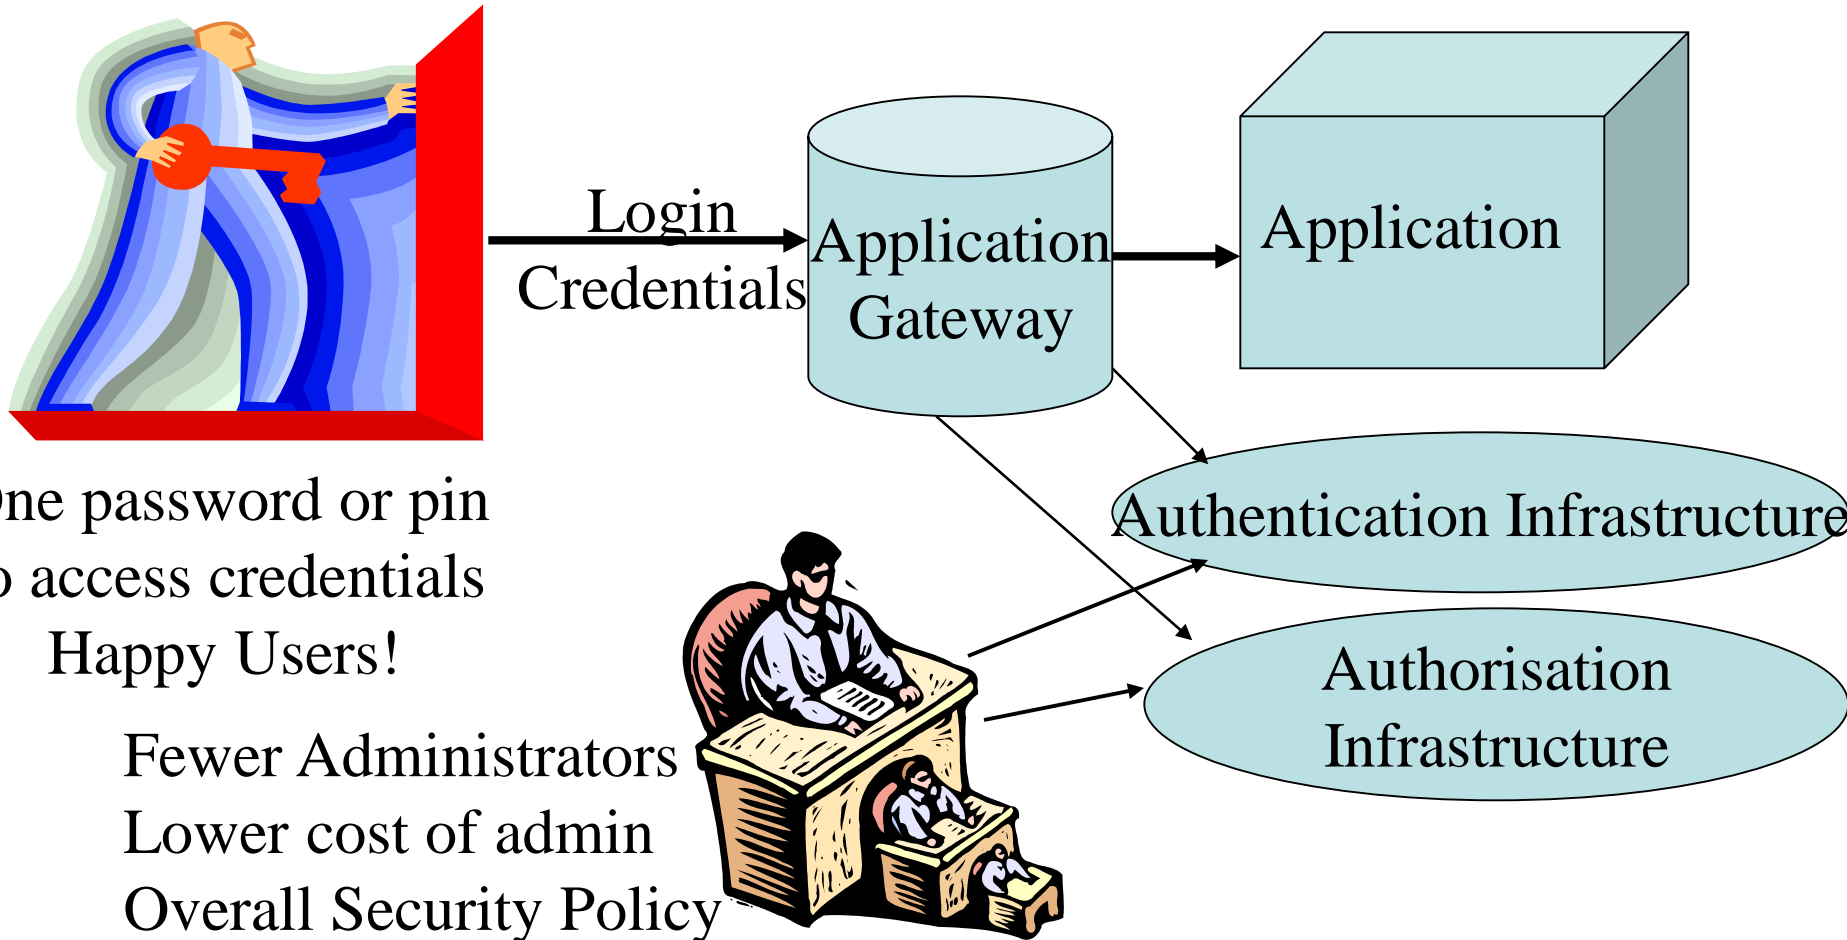 Login
Credentials
Application
Gateway
Application
ne password or pin
o access credentials
Happy Users!
Authentication Infrastructure
Authorisation
Infrastructure
Fewer Administrators
Lower cost of admin
Overall Security Policy